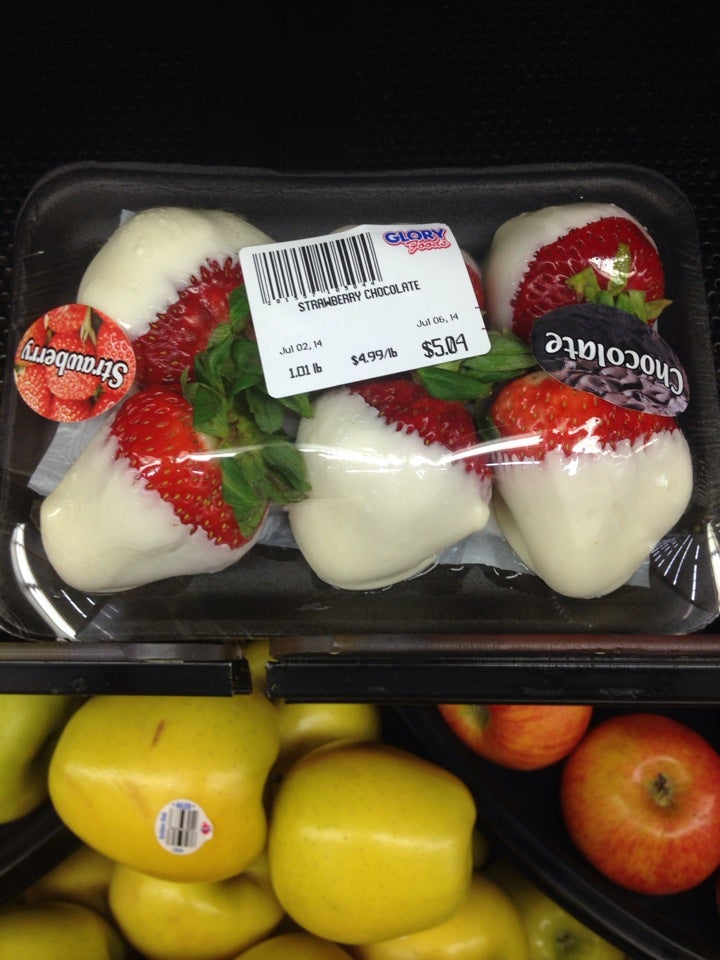 GLORY
Foods
STRAWBERRY CHOCOLATE
Jul 02, 14
Jul 06, 14
1.01 lb
$4.99/lb
$5.04
Chocolate
Strawberry